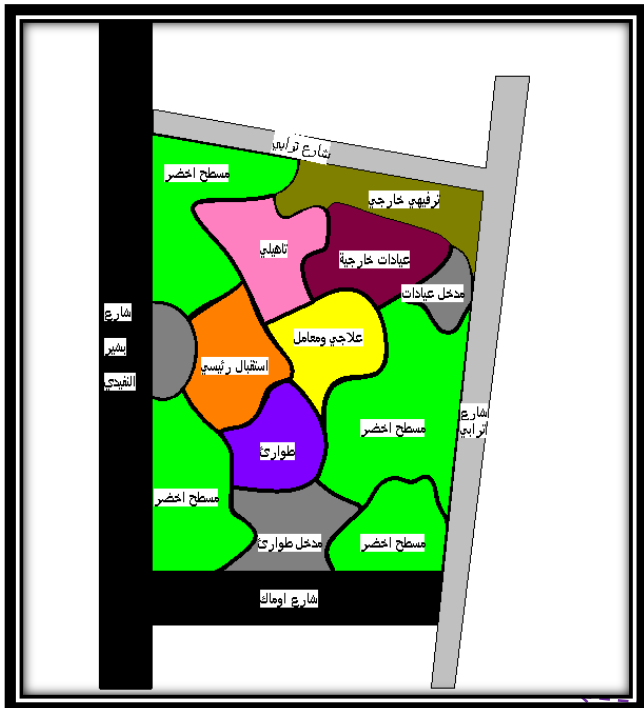 شارع ترابي
مسطح اخضر
ترفيهي خارجي
تاهيلي
عيادات خارجية
مدخل عيادات
شارع
بشير
النفيدي
علاجي ومعامل
استقبال رئيسي
شارع
ترابي
مسطح اخضر
طوارئ
مسطح اخضر
مدخل طوارئ
مسطح اخضر
شارع اوماك